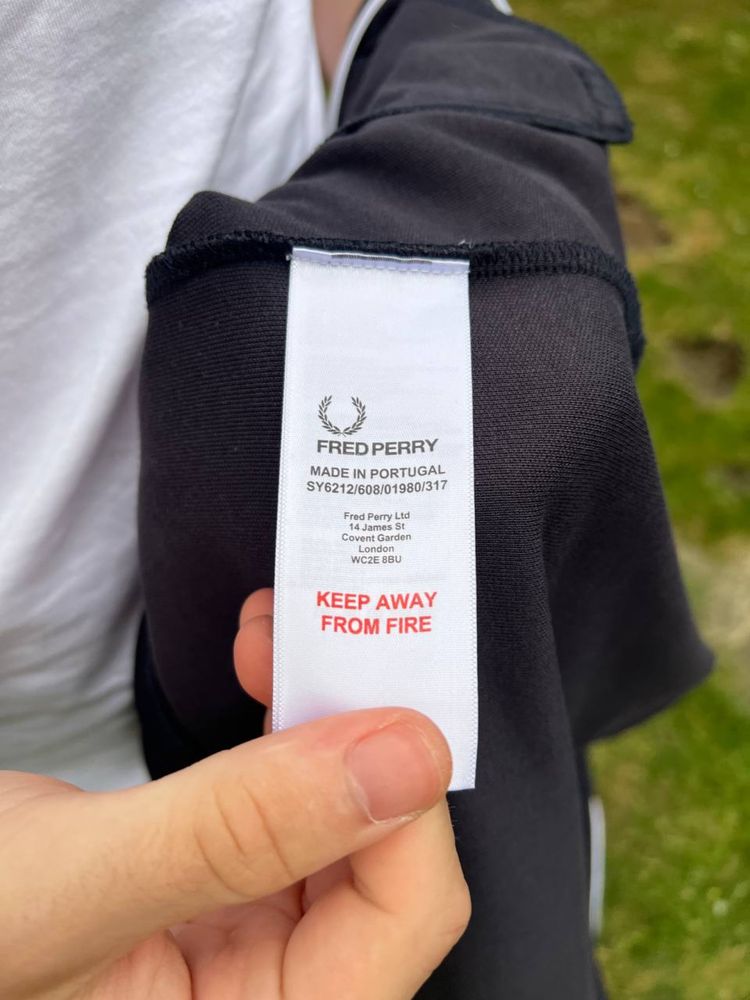 FRED PERRY
MADE IN PORTUGAL
SY6212/608/01980/317
Fred Perry Ltd
14 James St
Covent Garden
London
WC2E 8BU
KEEP AWAY
FROM FIRE